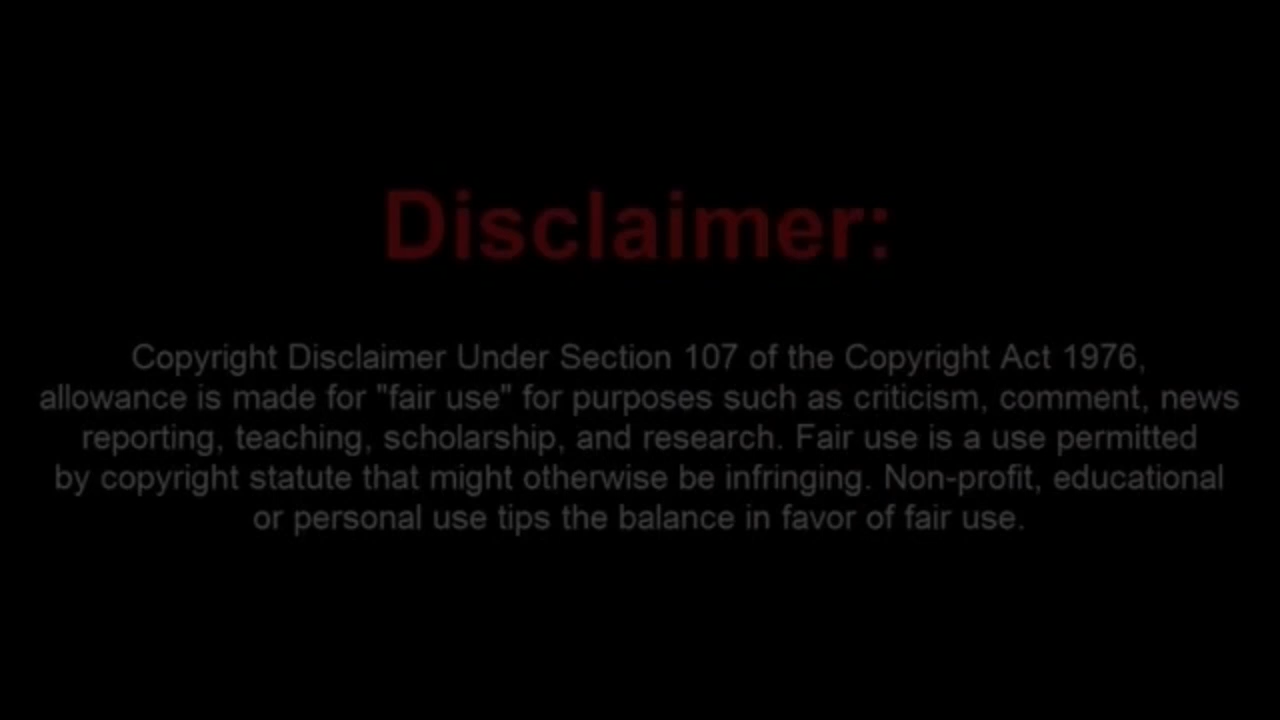 Disclaimer:
Copyright Disclaimer Under Section 107 of the Copyright Act 1976,
allowance is made for "fair use" for purposes such as criticism, comment, news
reporting, teaching, scholarship, and research. Fair use is a use permitted
by copyright statute that might otherwise be infringing. Non-profit, educational
or personal use tips the balance in favor of fair use.